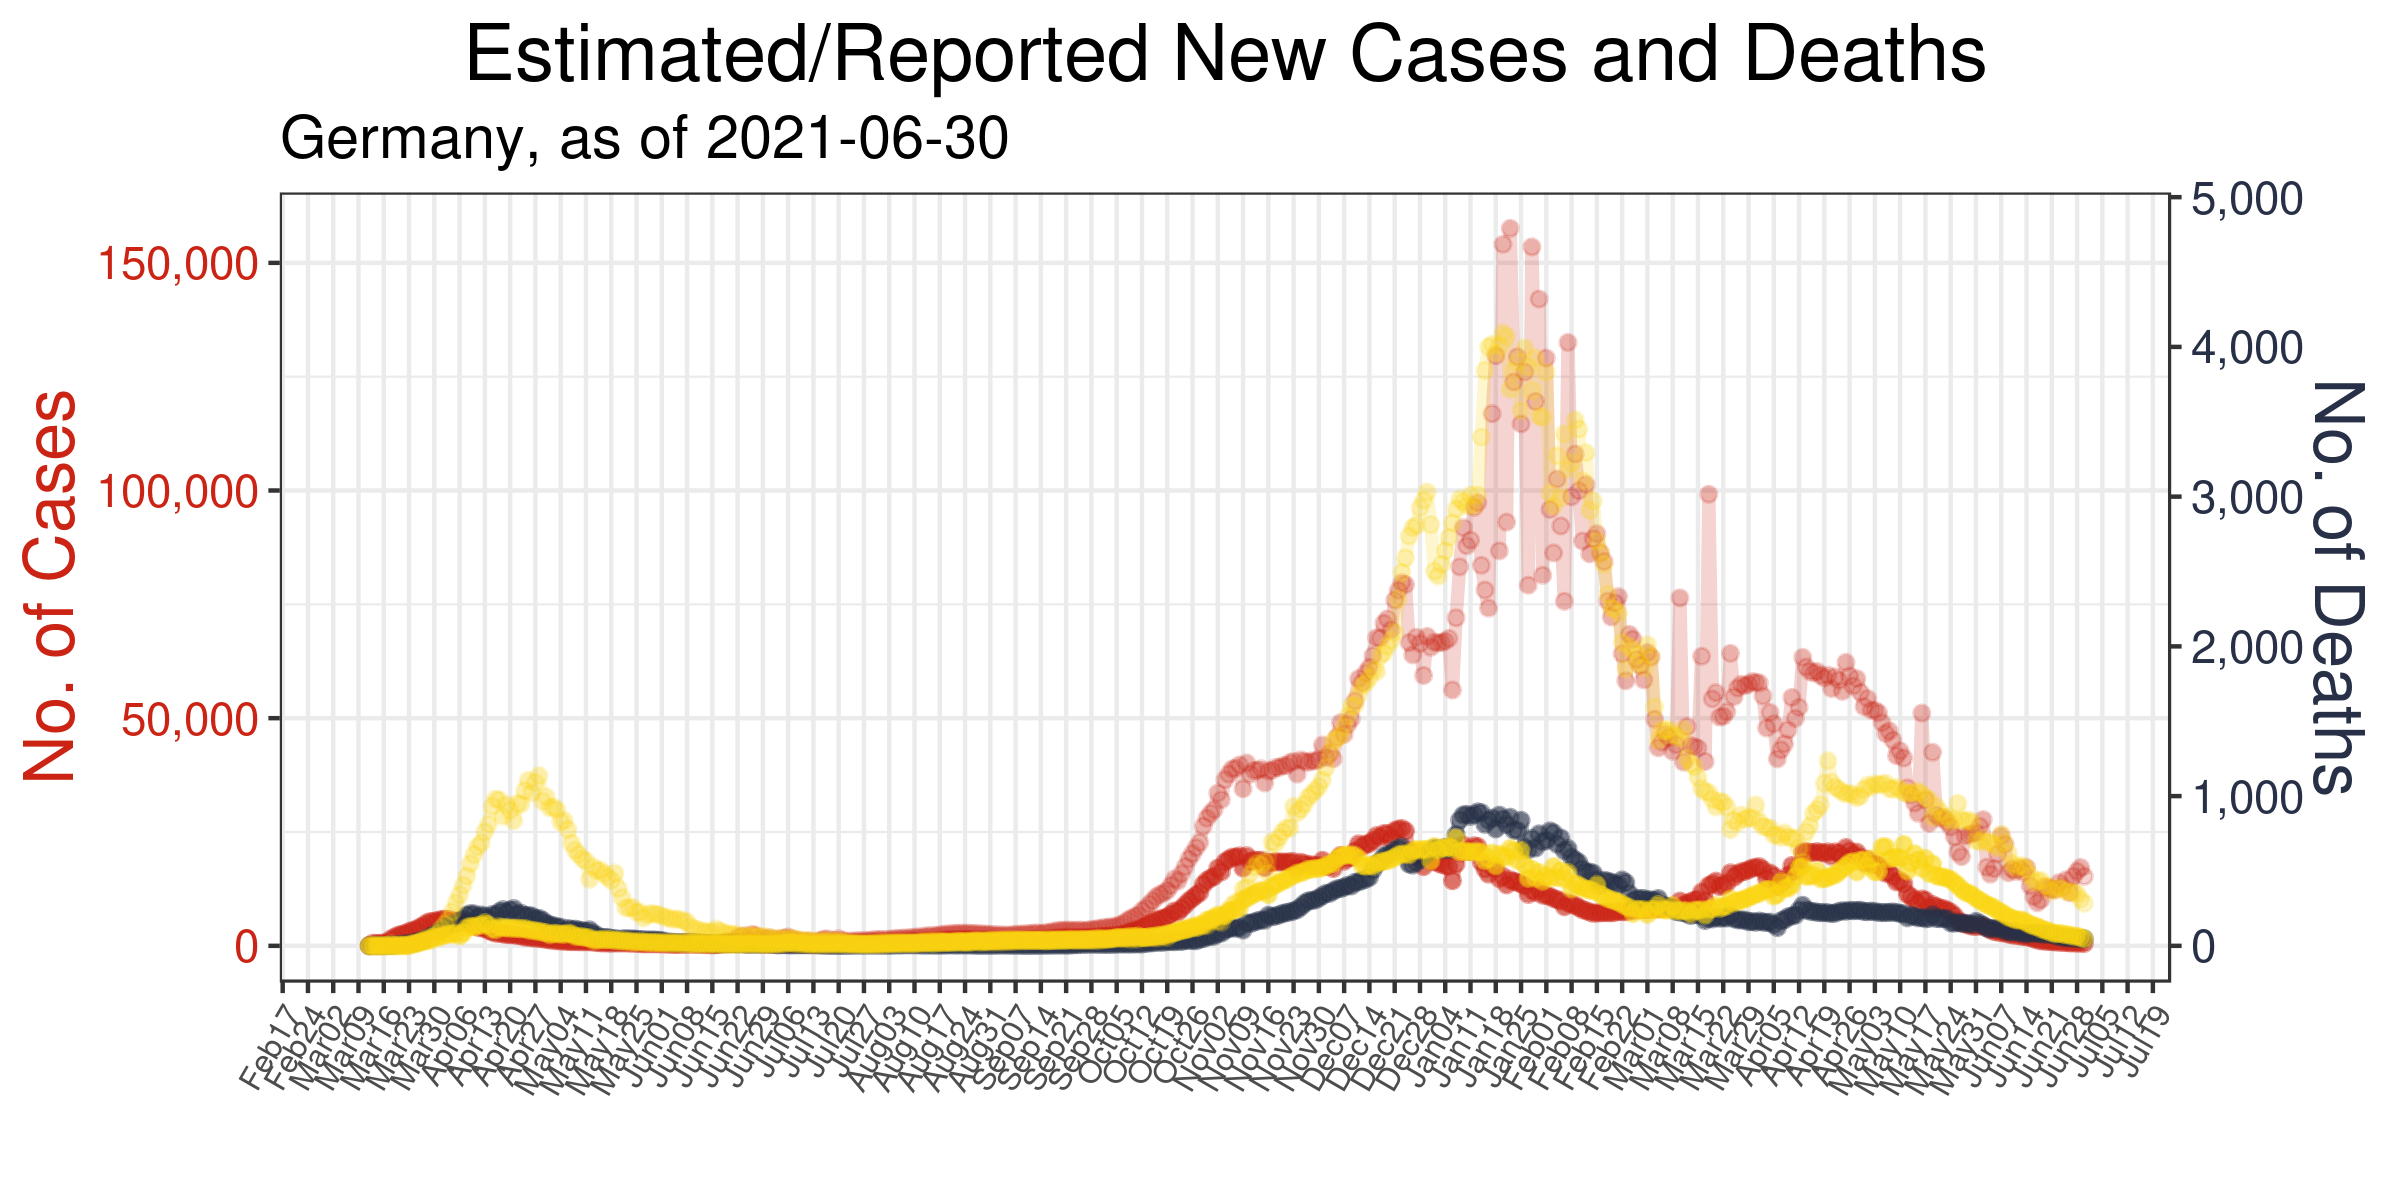 Estimated/Reported New Cases and Deaths
Germany, as of 2021-06-30
No. of Cases
150,000
100,000
50,000
0
5,000
4,000
3,000
2,000
1,000
0
No. of Deaths
Feb17
Feb24
Mar02
Mar09
Mar16
Mar23
Mar30
Apr06
Apr13
Apr20
Apr27
May04
May11
May18
May25
Jun01
Jun08
Jun15
Jun22
Jun29
Jul06
Jul13
Jul20
Jul27
Aug03
Aug10
Aug17
Aug24
Aug31
Sep07
Sep14
Sep21
Sep28
Oct05
Oct12
Oct19
Oct26
Nov02
Nov09
Nov16
Nov23
Nov30
Dec07
Dec14
Dec21
Dec28
Jan04
Jan11
Jan18
Jan25
Feb01
Feb08
Feb15
Feb22
Mar01
Mar08
Mar15
Mar22
Mar29
Apr05
Apr12
Apr19
Apr26
May03
May10
May17
May24
May31
Jun07
Jun14
Jun21
Jun28
Jul05
Jul12
Jul19